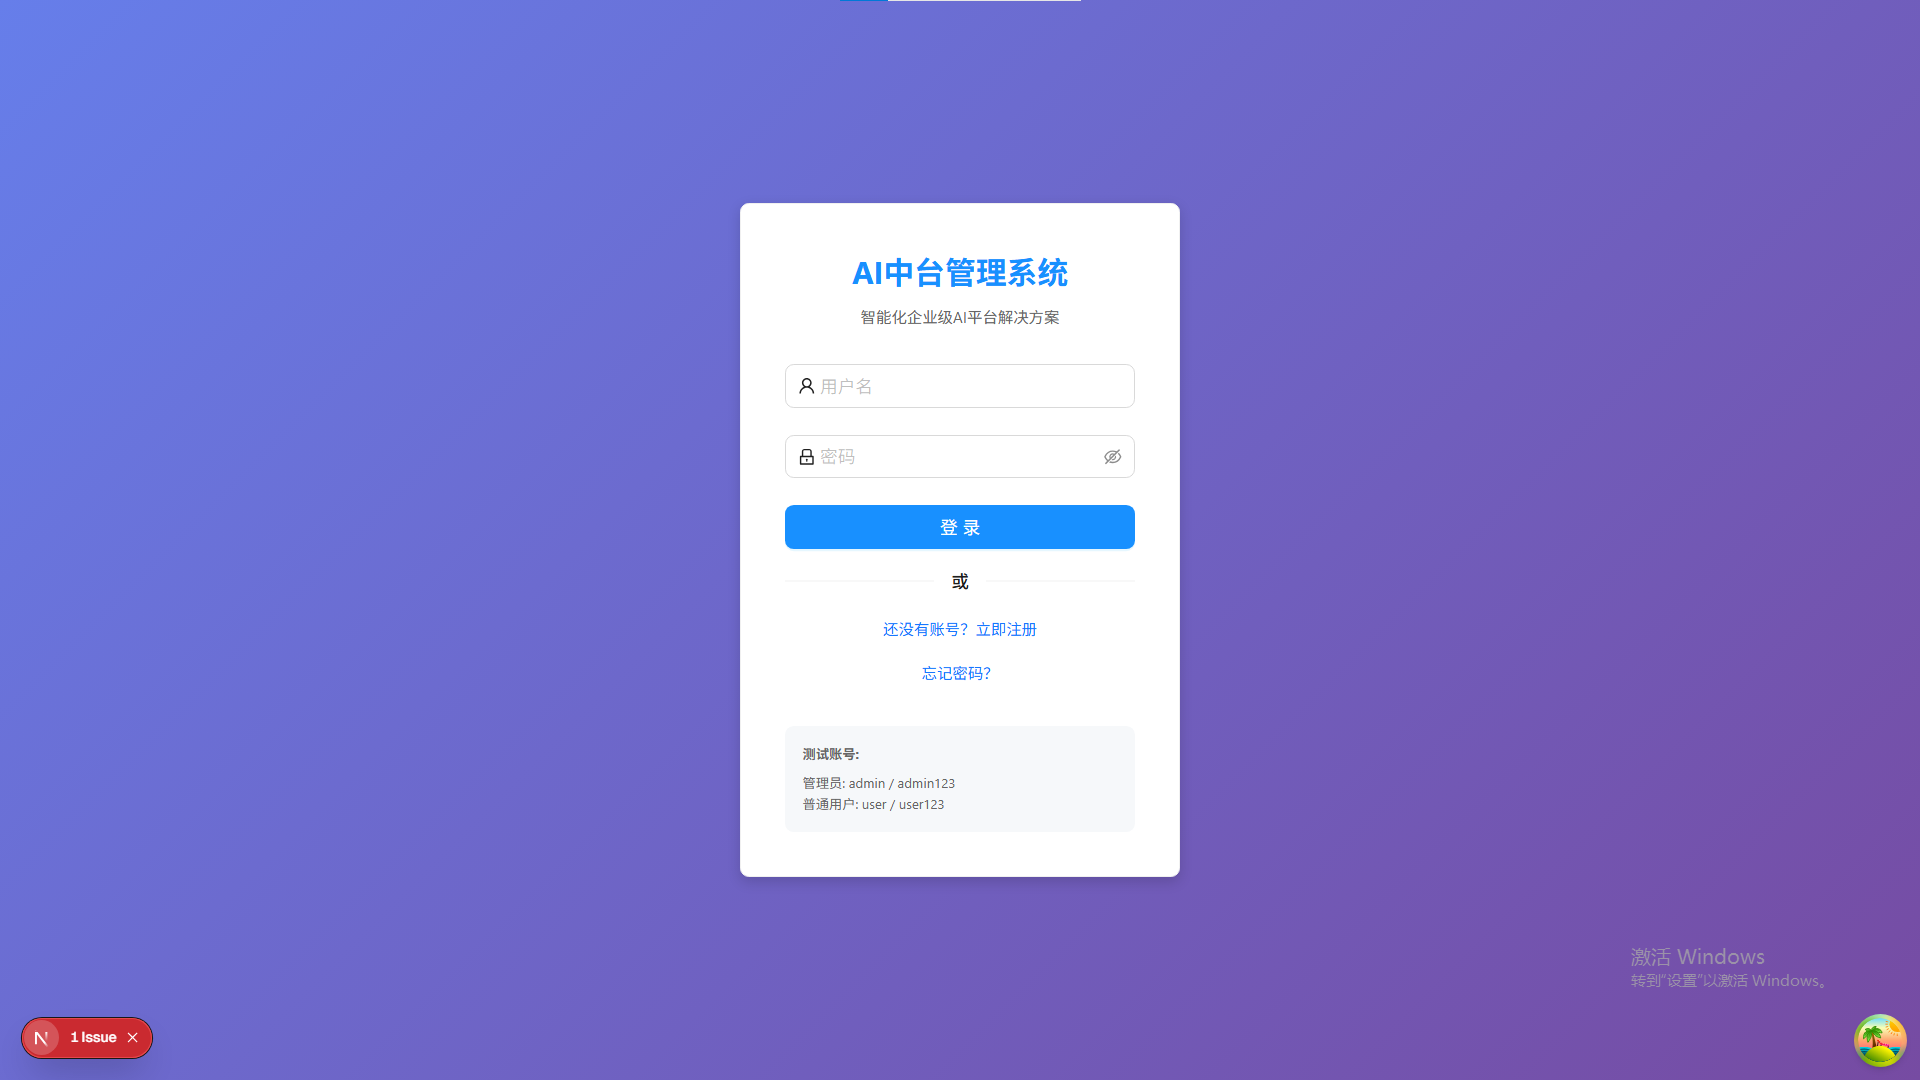 AI中台管理系统
智能化企业级AI平台解决方案
用户名
密码
登 录
或
还没有账号？立即注册
忘记密码？
测试账号:
管理员: admin / admin123
普通用户: user / user123
激活 Windows
转到“设置”以激活 Windows。
N 1 Issue